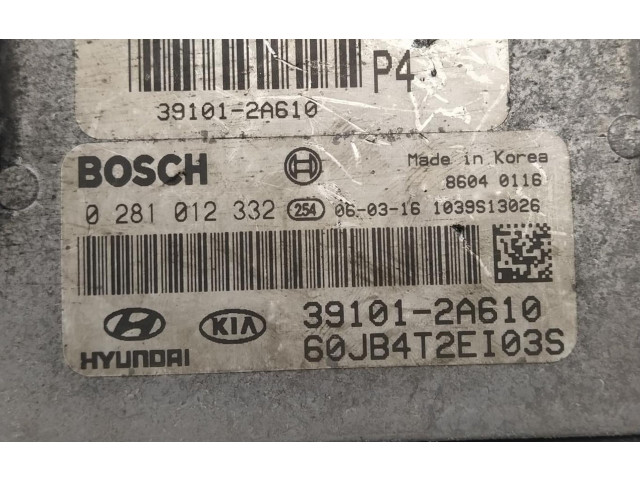 P4
39101-2A610
BOSCH
Made in Korea
8604 0116
0 281 012 332 254 06-03-16 1039S13026
39101-2A610
HYUNDAI KIA 60JB4T2EI03S